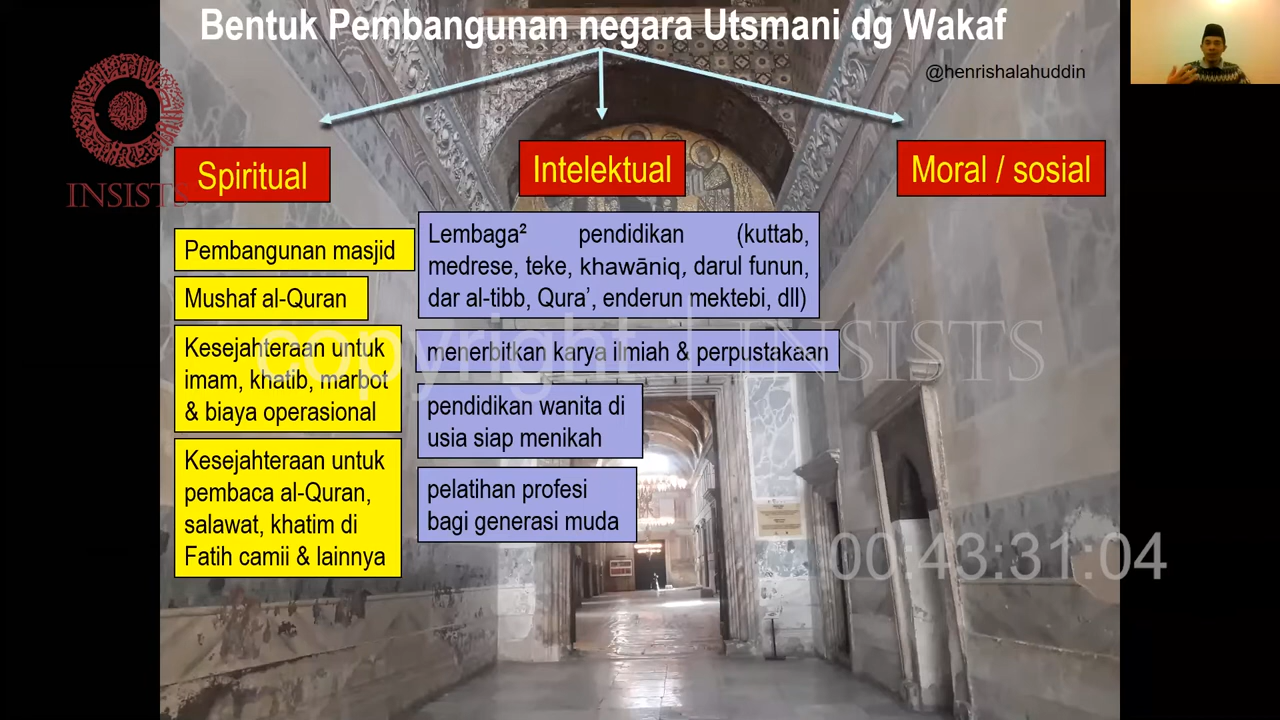 Bentuk Pembangunan negara Utsmani dg Wakaf
@henrishalahuddin
INSISTS
Spiritual
Intelektual
Moral / sosial
Pembangunan masjid
Mushaf al-Quran
Kesejahteraan untuk
imam, khatib, marbot
& biaya operasional
Kesejahteraan untuk
pembaca al-Quran,
salawat, khatim di
Fatih camii & lainnya
Lembaga² pendidikan (kuttab,
medrese, teke, khawāniq, darul funun,
dar al-tibb, Qura’, enderun mektebi, dll)
menerbitkan karya ilmiah & perpustakaan
pendidikan wanita di
usia siap menikah
pelatihan profesi
bagi generasi muda
copyright | INSISTS
00:43:31:04